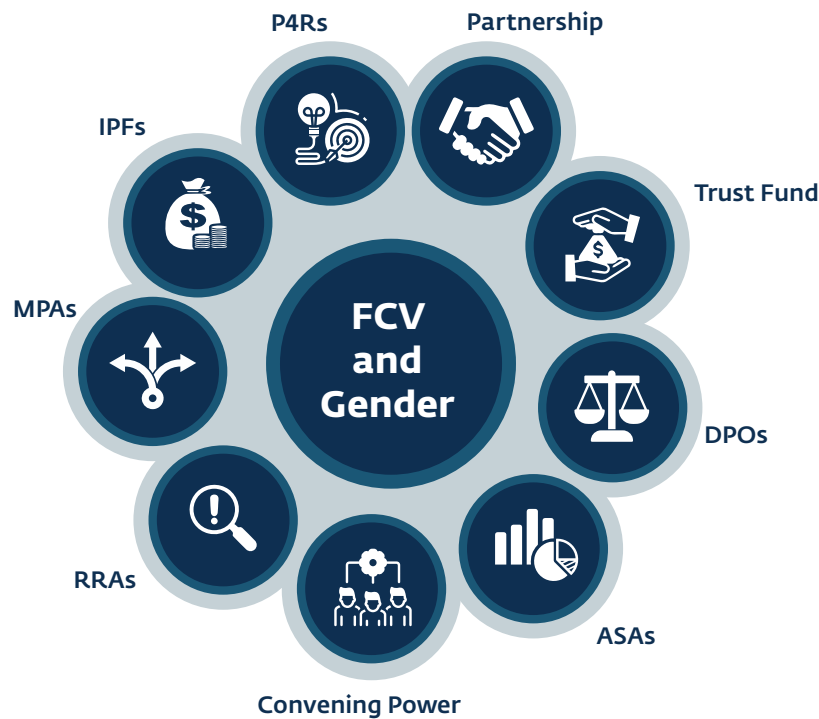 P4Rs
Partnership
IPFs
Trust Fund
MPAs
FCV
and
Gender
DPOs
RRAs
ASAs
Convening Power
$
$